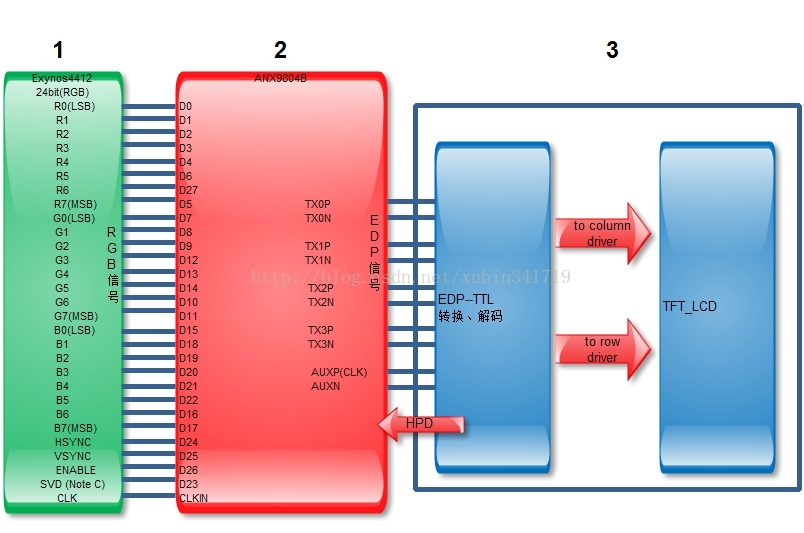 1
2
3
Exynos4412
24bit(RGB)
R0(LSB)
R1
R2
R3
R4
R5
R6
R7(MSB)
G0(LSB)
G1
G2
G3
G4
G5
G6
G7(MSB)
B0(LSB)
B1
B2
B3
B4
B5
B6
B7(MSB)
HSYNC
VSYNC
ENABLE
SVD (Note C)
CLK
RGB信号
ANX9804B
D0
D1
D2
D3
D4
D6
D27
D5
D7
D8
D9
D12
D13
D14
D10
D11
D15
D18
D19
D20
D21
D22
D16
D17
D24
D25
D26
D23
CLKIN
TX0P
TX0N
TX1P
TX1N
TX2P
TX2N
TX3P
TX3N
AUXP(CLK)
AUXN
EDP信号
HPD
EDP--TTL
转换、解码
to column
driver
to row
driver
TFT_LCD
http://blog.csdn.net/xubin341719